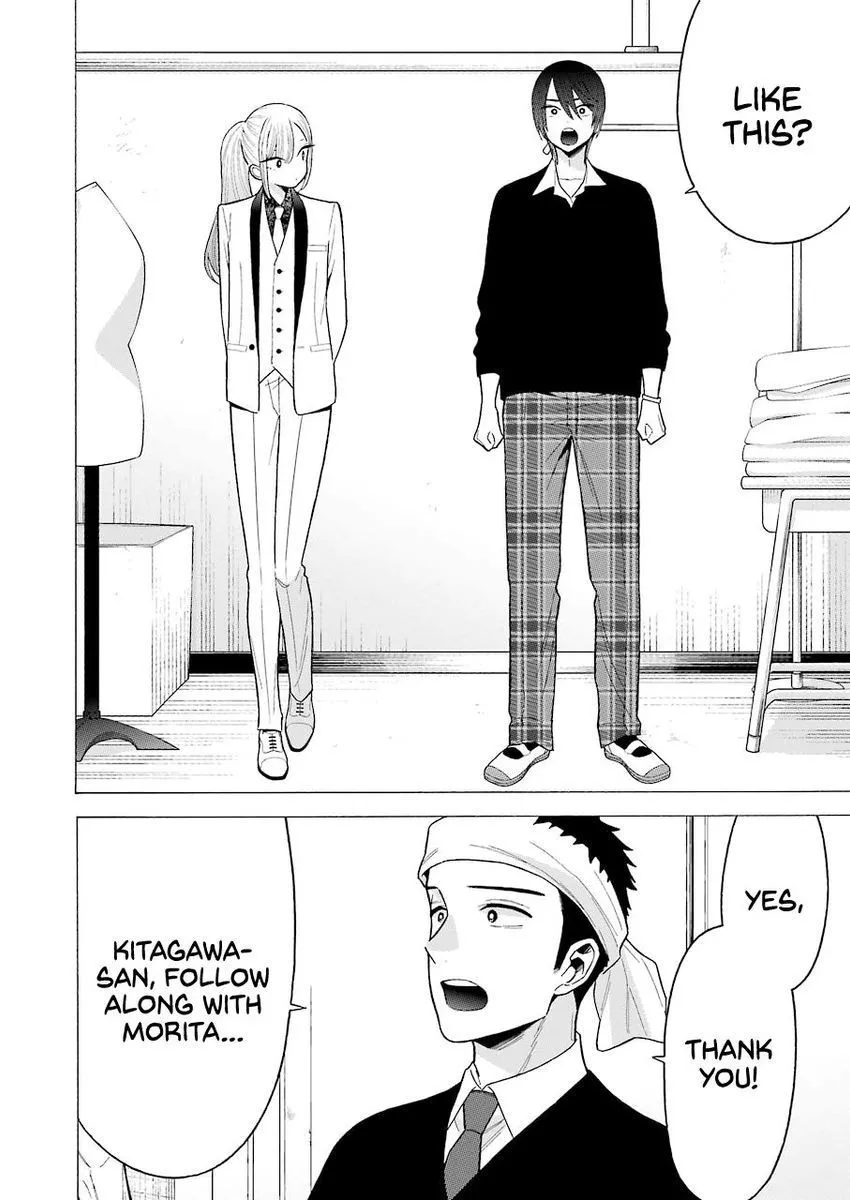 LIKE
THIS?
YES,
THANK
YOU!
KITAGAWA-
SAN, FOLLOW
ALONG WITH
MORITA...